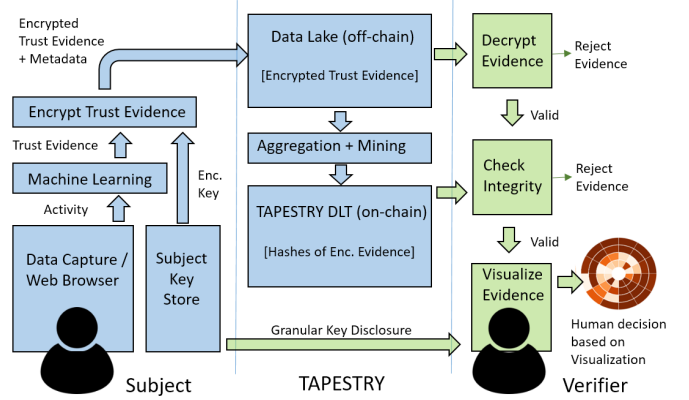 Encrypted
Trust Evidence
+ Metadata
Encrypt Trust Evidence
Trust Evidence
Machine Learning
Activity
Enc.
Key
Data Capture /
Web Browser
Subject
Key
Store
Subject
Data Lake (off-chain)
[Encrypted Trust Evidence]
Aggregation + Mining
TAPESTRY DLT (on-chain)
[Hashes of Enc. Evidence]
Granular Key Disclosure
TAPESTRY
Decrypt
Evidence
Reject
Evidence
Valid
Check
Integrity
Reject
Evidence
Valid
Visualize
Evidence
Human decision
based on
Visualization
Verifier